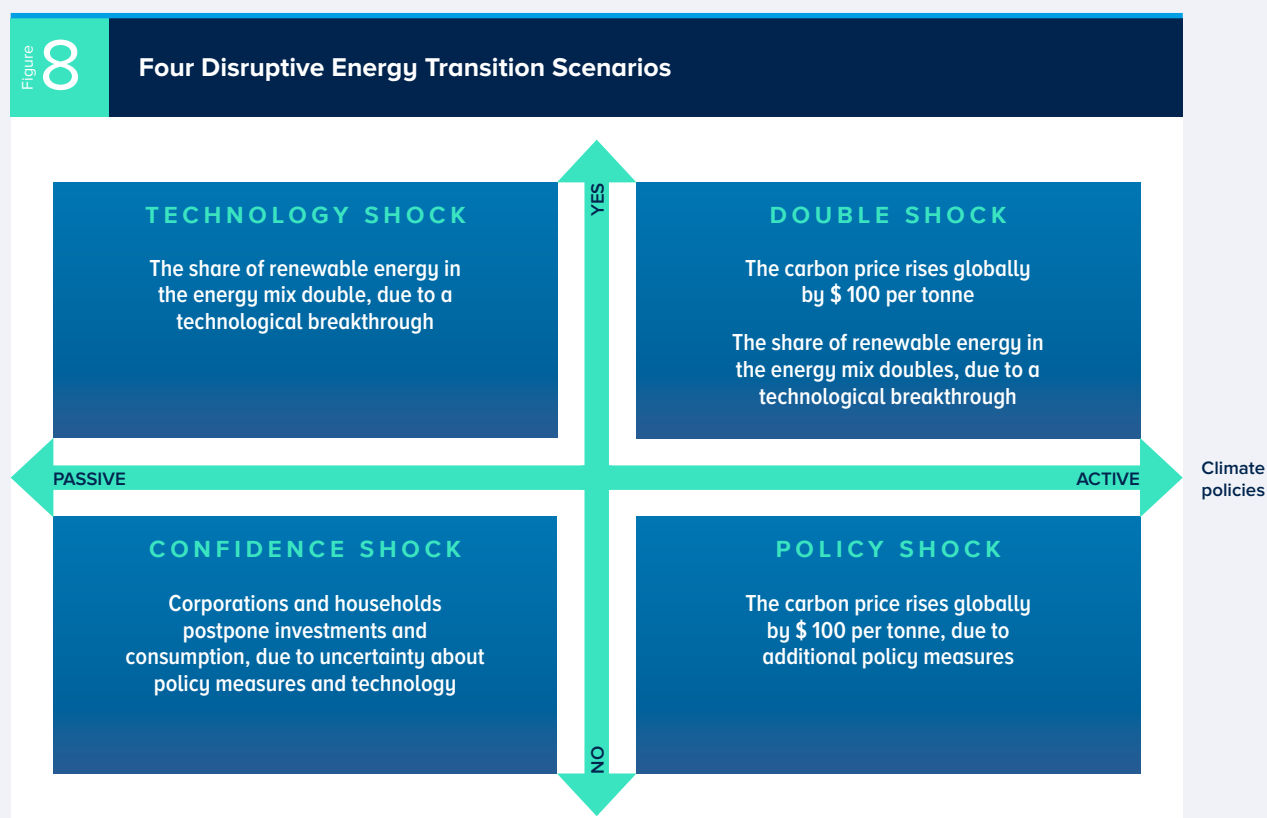 Figure
8
Four Disruptive Energy Transition Scenarios
YES
TECHNOLOGY SHOCK
The share of renewable energy in
the energy mix double, due to a
technological breakthrough
DOUBLE SHOCK
The carbon price rises globally
by $ 100 per tonne
The share of renewable energy in
the energy mix doubles, due to a
technological breakthrough
PASSIVE
ACTIVE
Climate
policies
CONFIDENCE SHOCK
Corporations and households
postpone investments and
consumption, due to uncertainty about
policy measures and technology
POLICY SHOCK
The carbon price rises globally
by $ 100 per tonne, due to
additional policy measures
NO